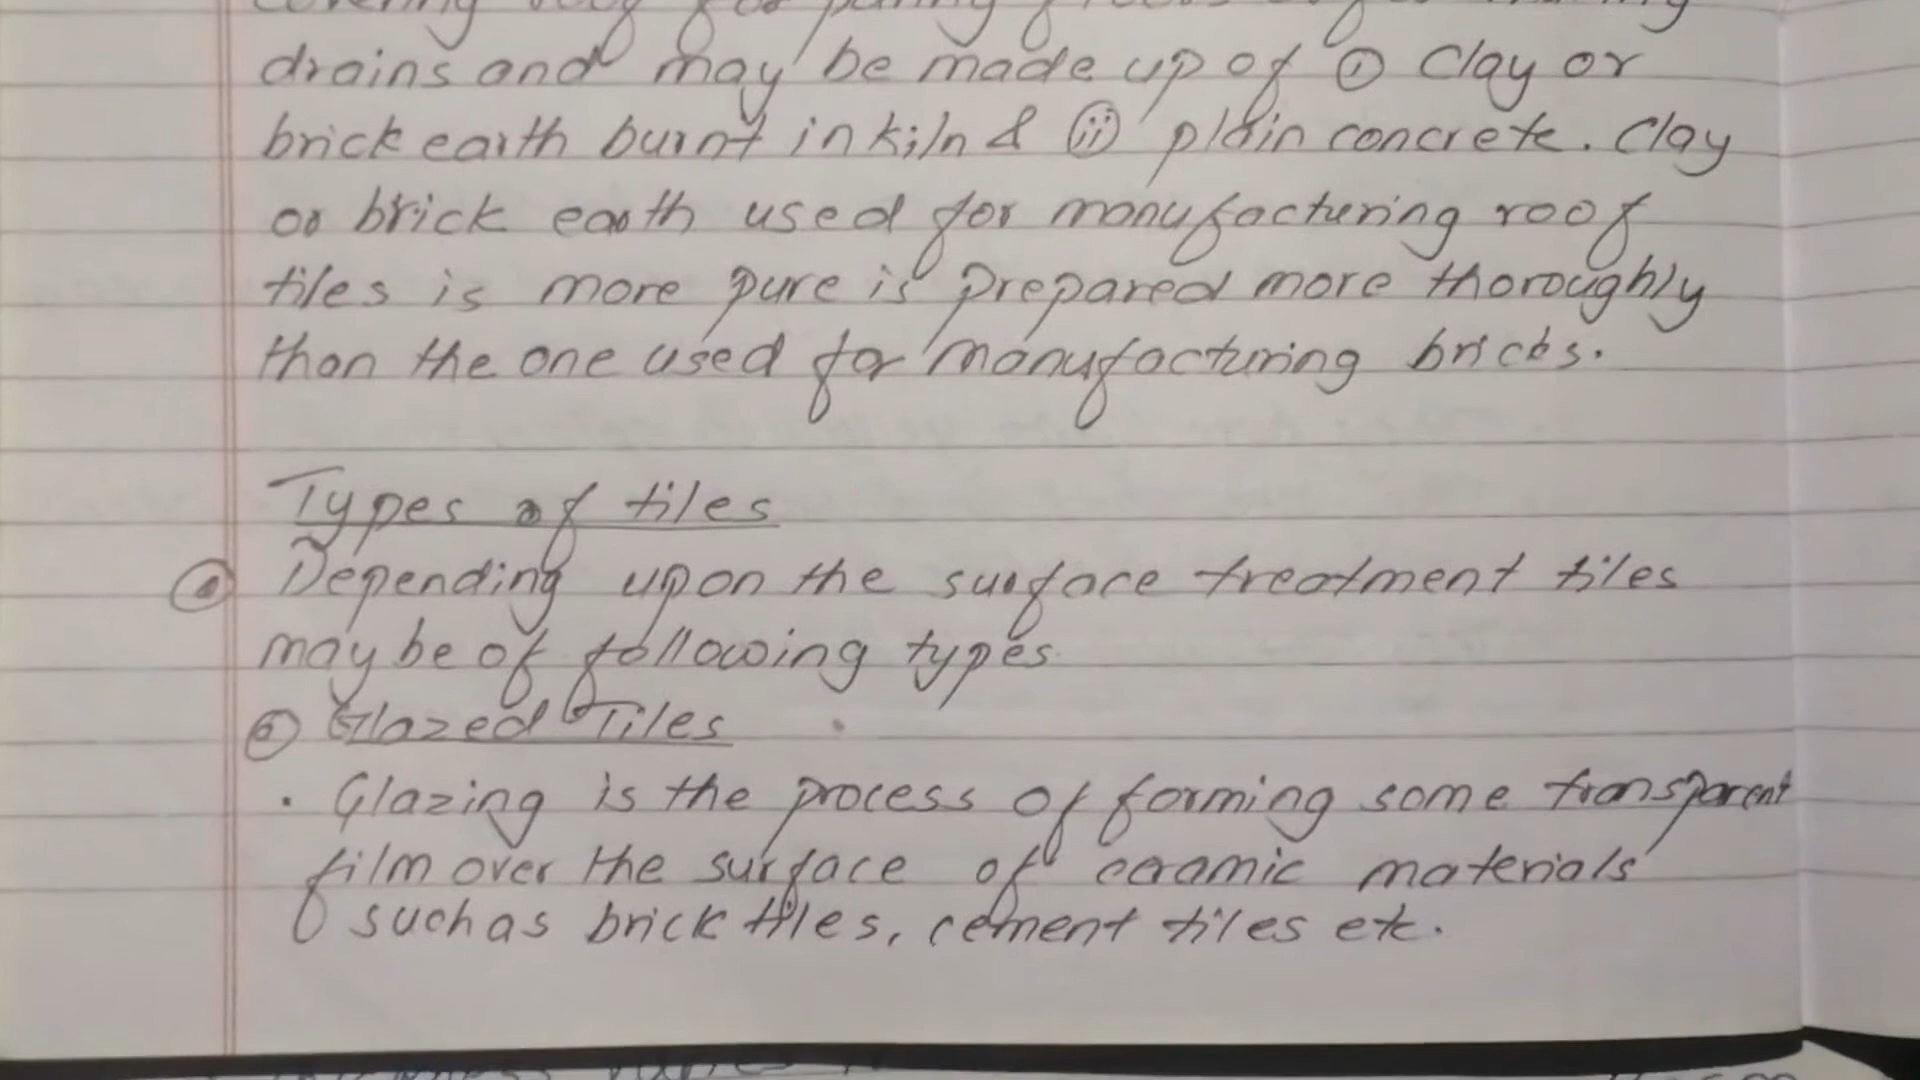 covering roof for paving
drains and may be made up of ⓘ Clay or
brick earth burnt in kiln & ⓘⓘ plain concrete. Clay
or brick earth used for manufacturing roof
tiles is more pure is prepared more thoroughly
than the one used for manufacturing bricks.
Types of tiles
Depending upon the surface treatment tiles
may be of following types
Glazed Tiles
. Glazing is the process of forming some transparent
film over the surface of ceramic materials
such as brick tiles, cement tiles etc.